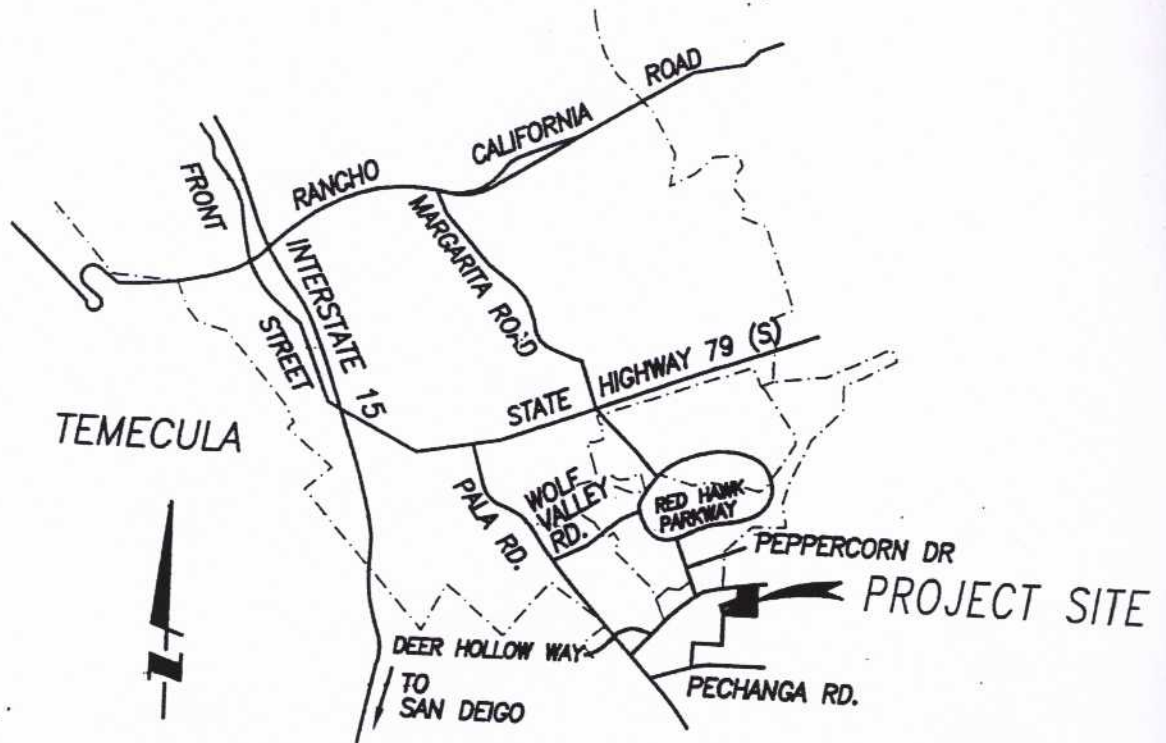 ROAD
CALIFORNIA
RANCHO
FRONT
STREET
INTERSTATE 15
MARGARITA ROAD
STATE HIGHWAY 79 (S)
TEMECULA
PALA RD.
WOLF
VALLEY
RD.
RED HAWK
PARKWAY
PEPPERCORN DR
PROJECT SITE
DEER HOLLOW WAY
PECHANGA RD.
TO
SAN DEIGO
N